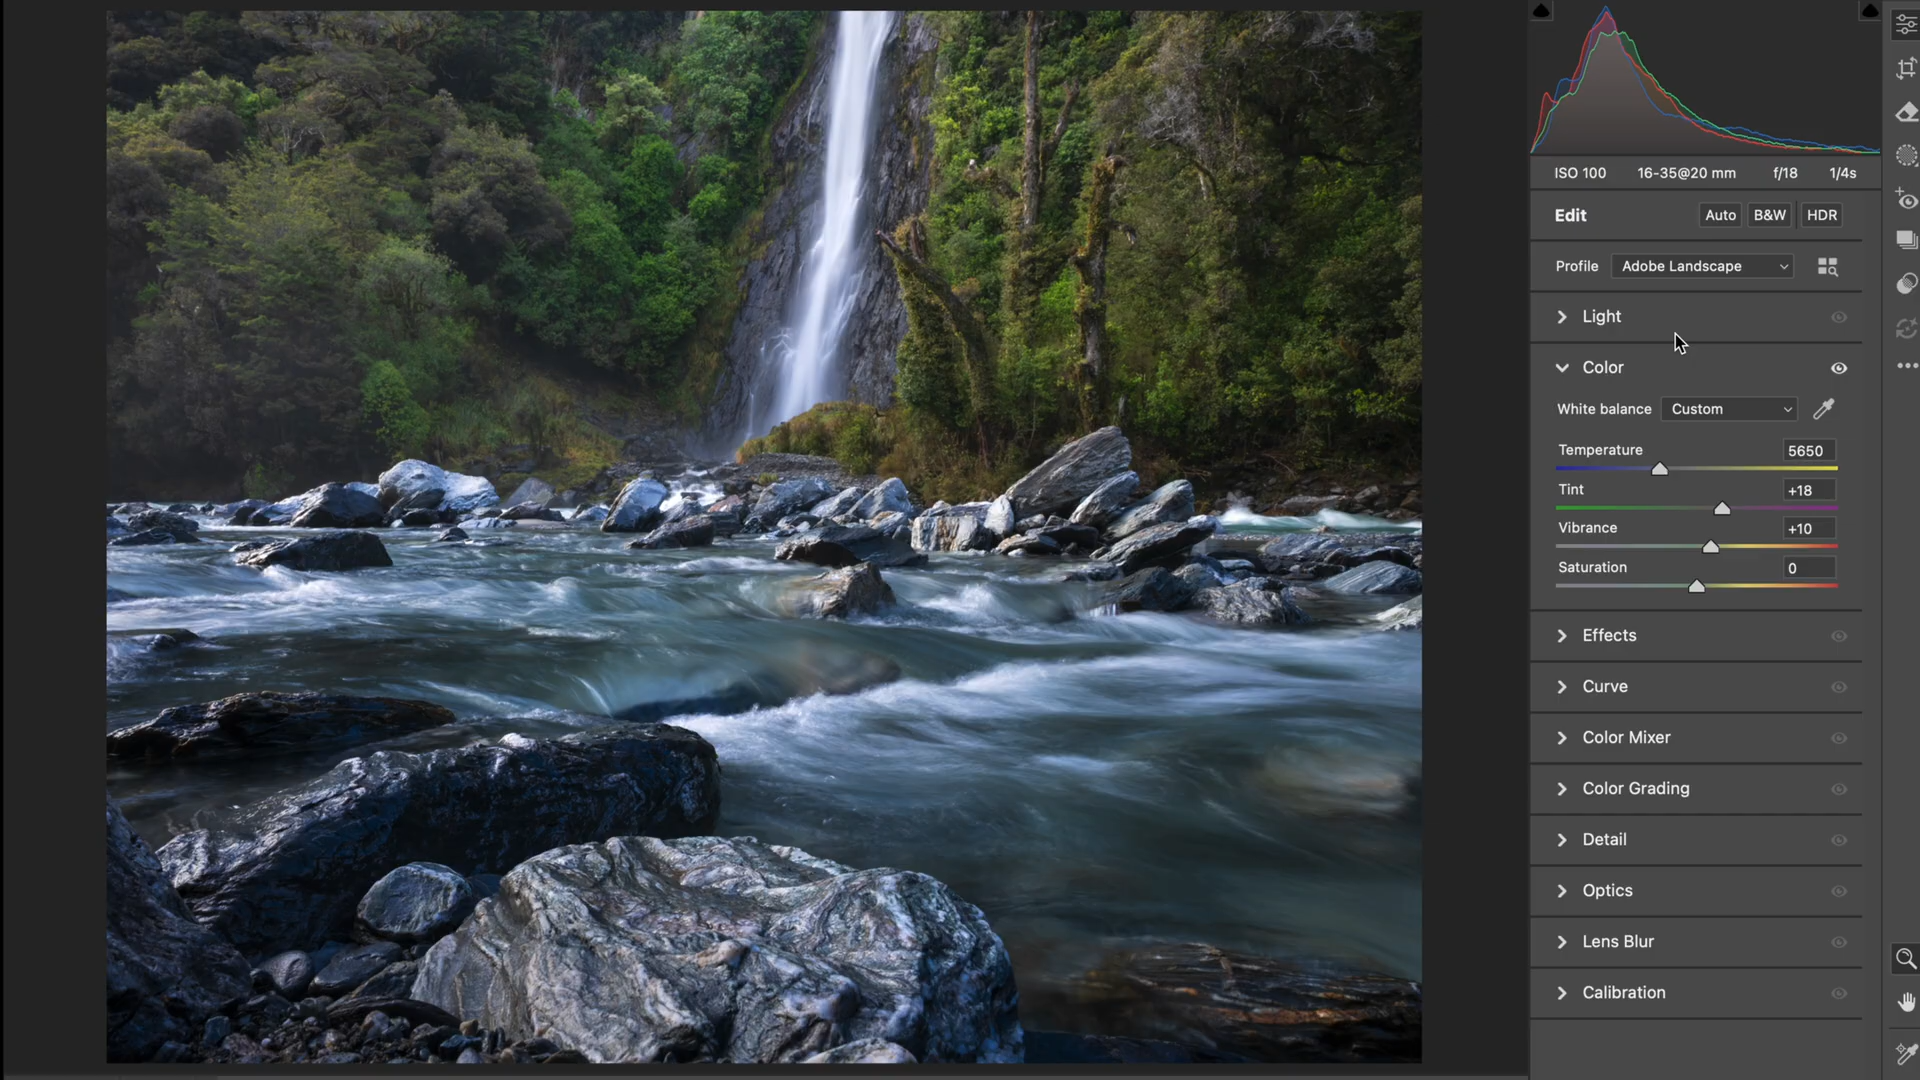 ISO 100 16-35@20 mm f/18 1/4s
Edit Auto B&W HDR
Profile Adobe Landscape
Light
Color
White balance Custom
Temperature 5650
Tint +18
Vibrance +10
Saturation 0
Effects
Curve
Color Mixer
Color Grading
Detail
Optics
Lens Blur
Calibration